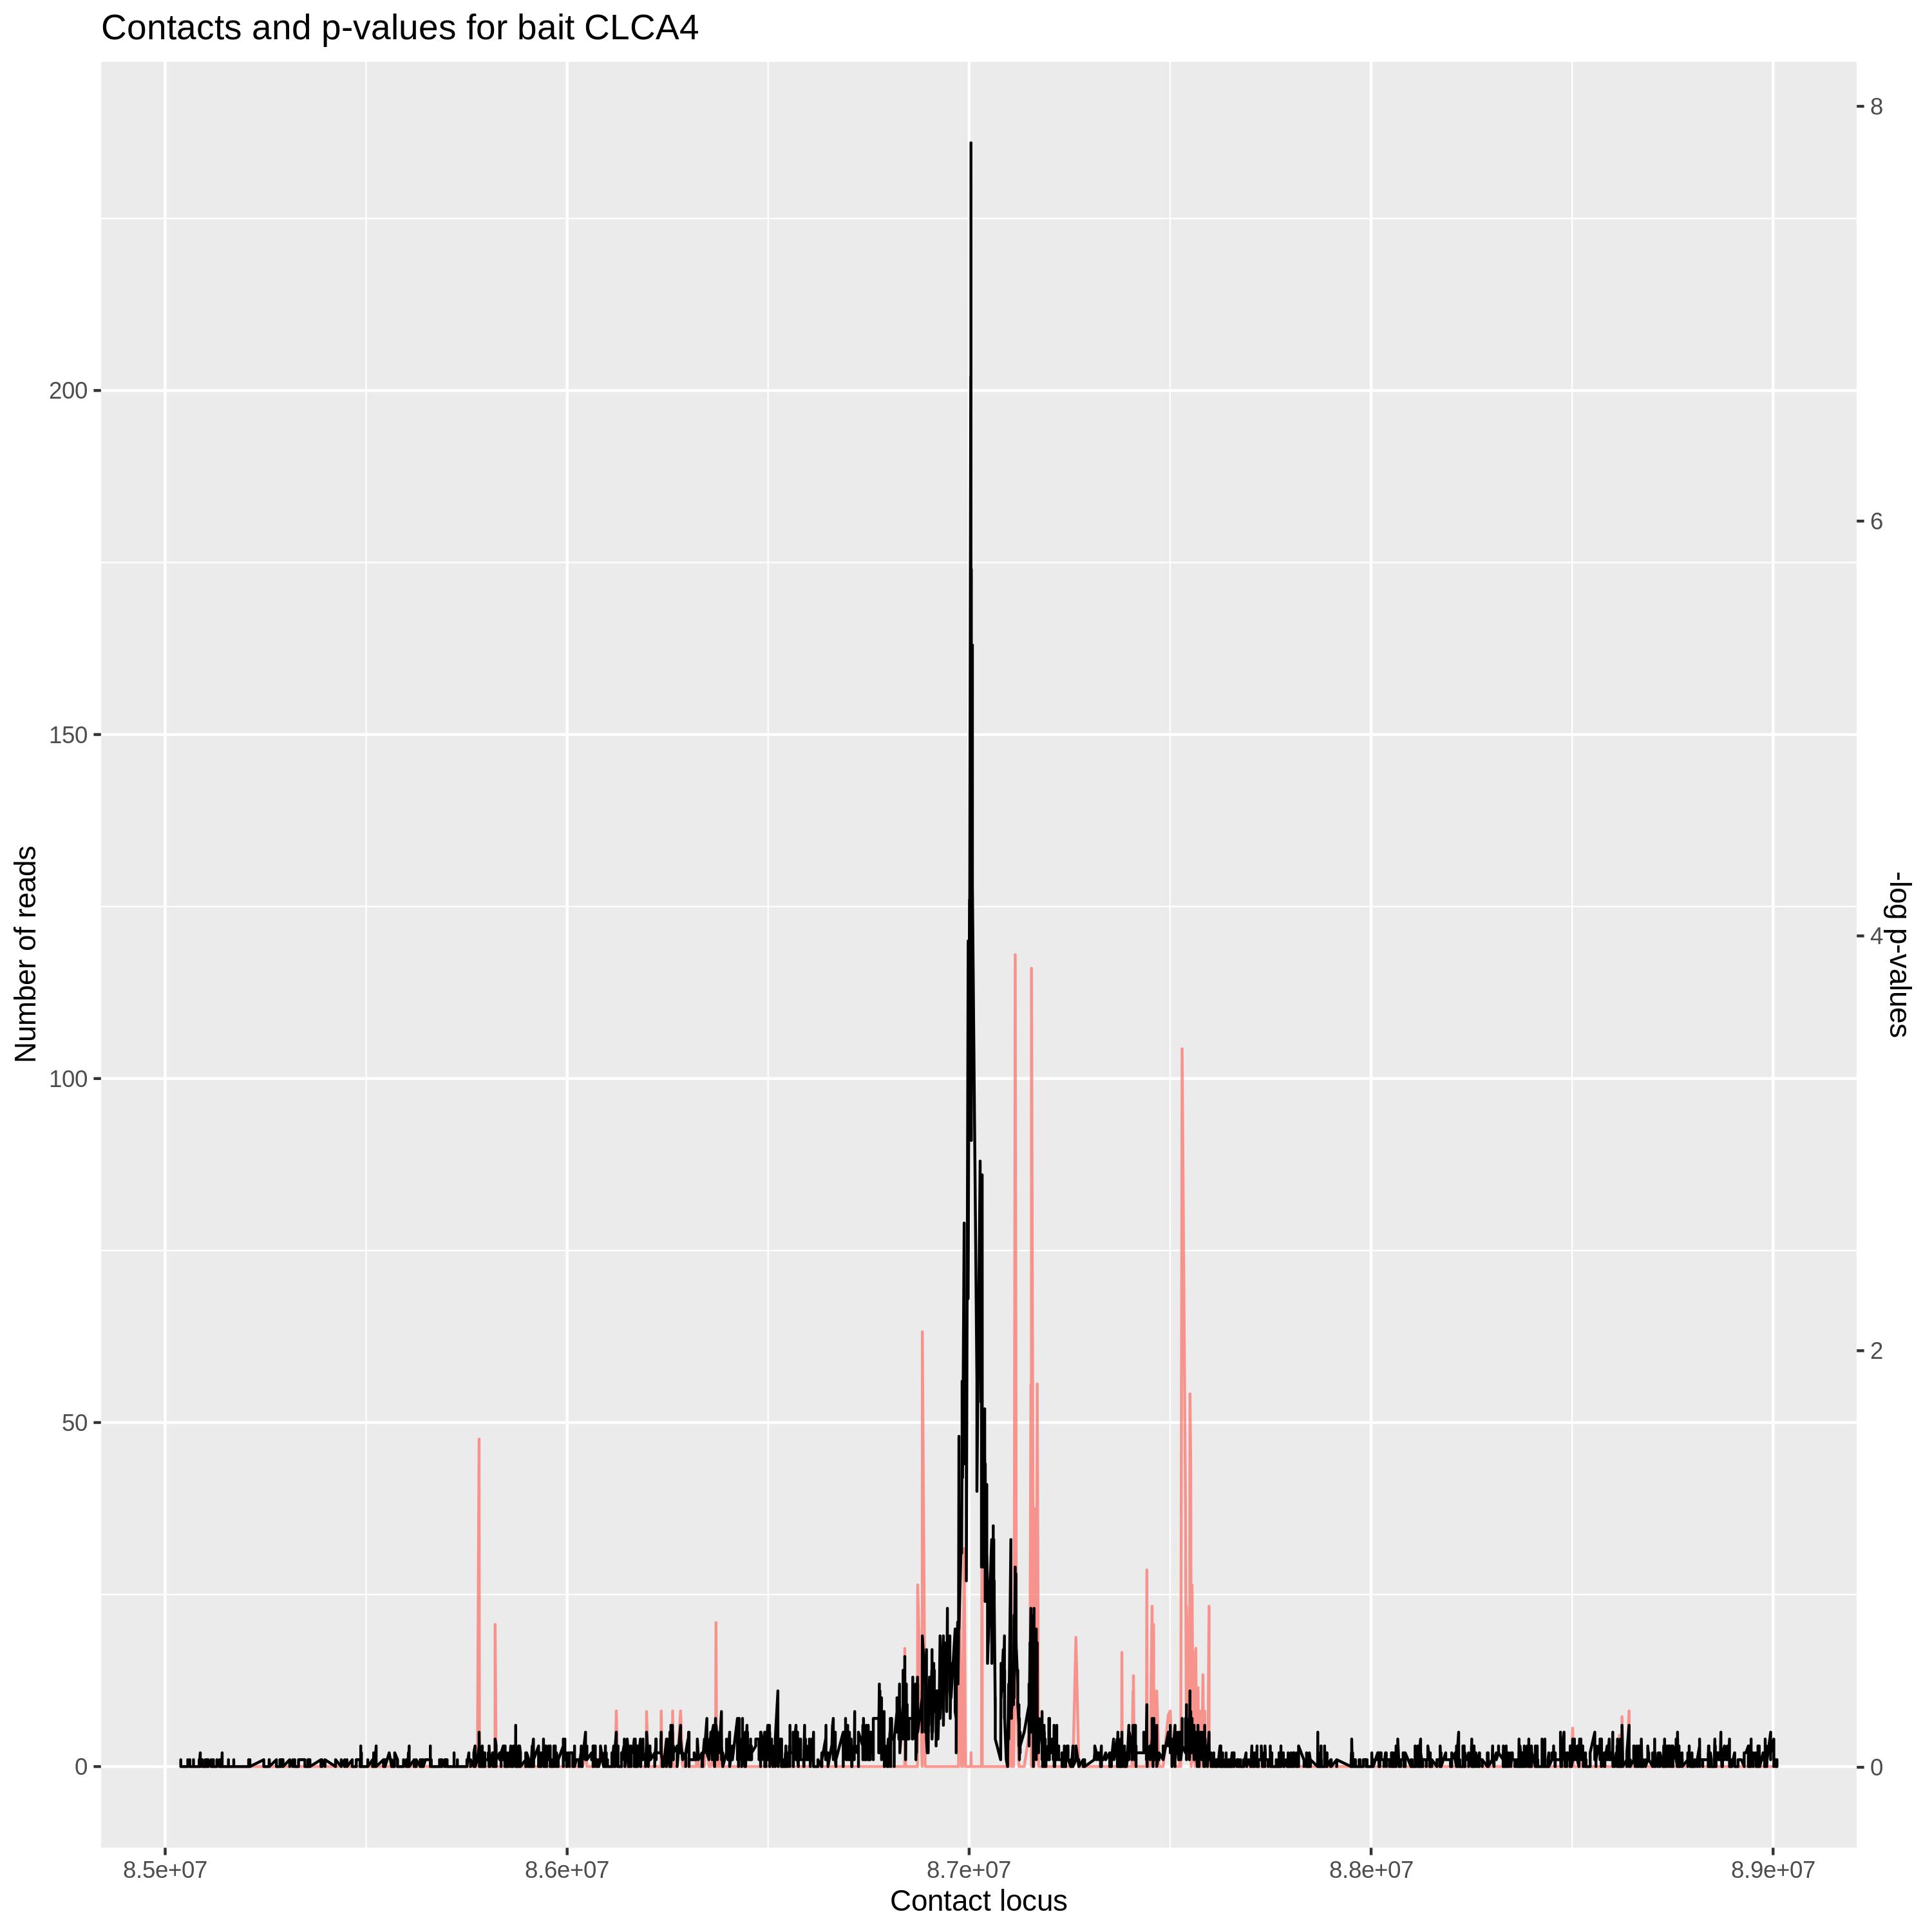 Contacts and p-values for bait CLCA4
200
150
100
50
0
Number of reads
8
6
4
2
0
-log p-values
8.5e+07
8.6e+07
8.7e+07
8.8e+07
8.9e+07
Contact locus